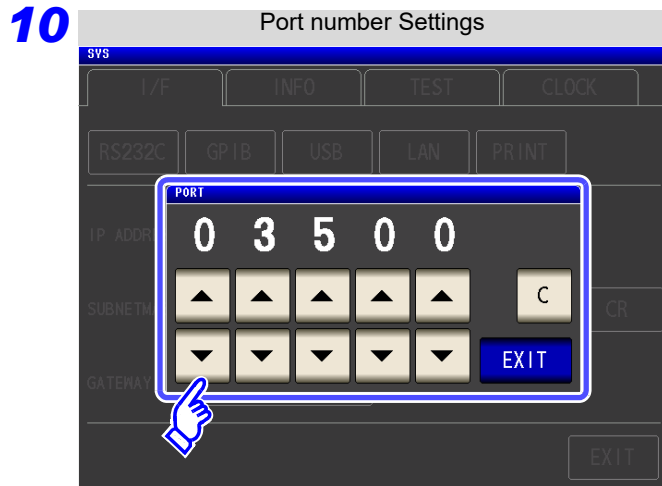 10
Port number Settings
SYS
I/F INFO TEST CLOCK
RS232C GPIB USB LAN PRINT
PORT
IP ADDR
0 3 5 0 0
C
SUBNETM
CR
EXIT
GATEWAY
EXIT